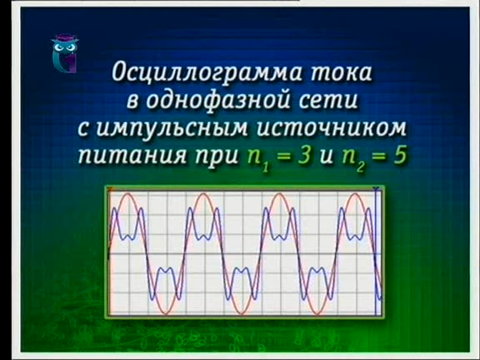 Осциллограмма тока
в однофазной сети
с импульсным источником
питания при n₁ = 3 и n₂ = 5